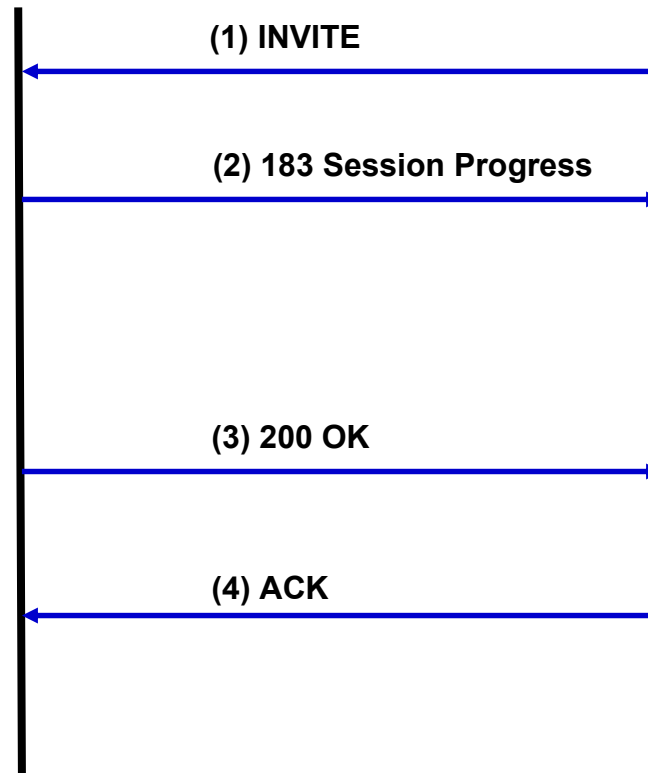 (1) INVITE
(2) 183 Session Progress
(3) 200 OK
(4) ACK